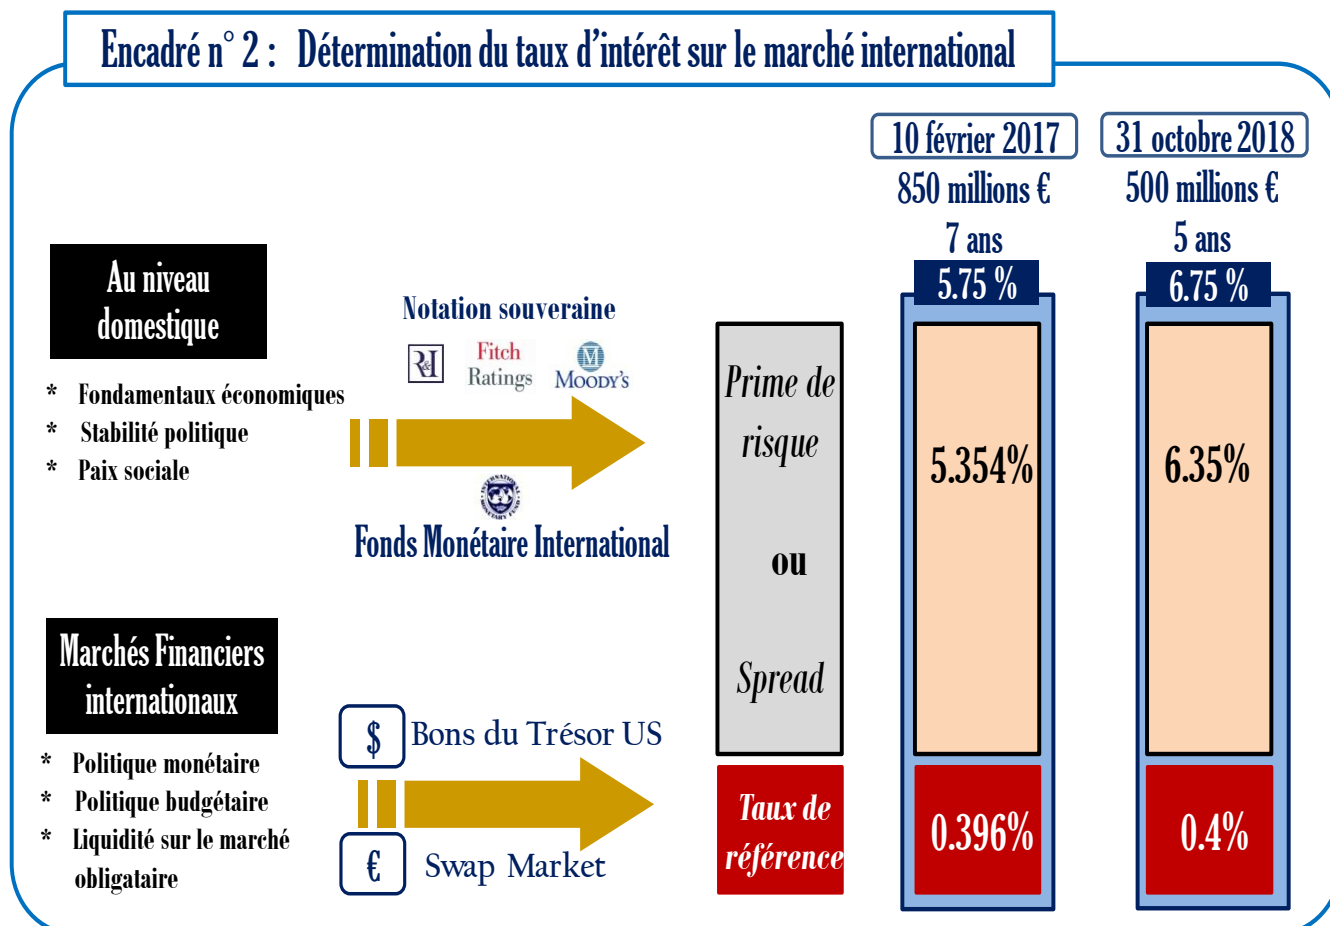 Encadré n° 2 : Détermination du taux d'intérêt sur le marché international
10 février 2017
850 millions €
7 ans
5.75 %
31 octobre 2018
500 millions €
5 ans
6.75 %
Au niveau
domestique
* Fondamentaux économiques
* Stabilité politique
* Paix sociale
Notation souveraine
R&I
Fitch
Ratings
M
MOODY'S
INTERNATIONAL MONETARY FUND
Fonds Monétaire International
Prime de
risque
ou
Spread
5.354%
6.35%
Marchés Financiers
internationaux
* Politique monétaire
* Politique budgétaire
* Liquidité sur le marché
obligataire
$ Bons du Trésor US
€ Swap Market
Taux de
référence
0.396%
0.4%